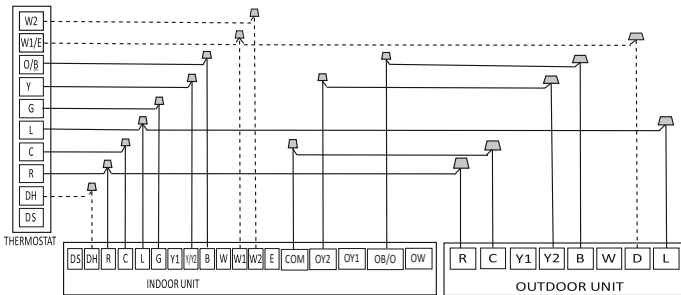 W2
W1/E
O/B
Y
G
L
C
R
DH
DS
THERMOSTAT
DS DH R C L G Y1 Y/Y2 B W W1 W2 E COM OY2 OY1 OB/O OW
INDOOR UNIT
R C Y1 Y2 B W D L
OUTDOOR UNIT